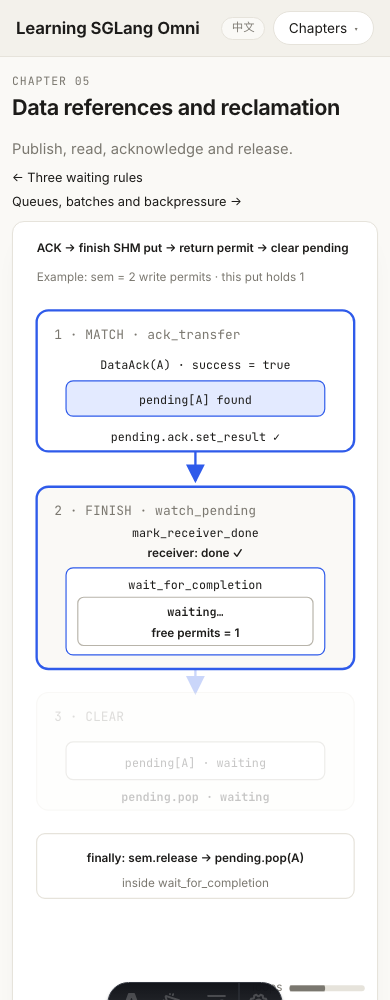 Learning SGLang Omni
中文
Chapters
CHAPTER 05
Data references and reclamation
Publish, read, acknowledge and release.
← Three waiting rules
Queues, batches and backpressure →
ACK → finish SHM put → return permit → clear pending
Example: sem = 2 write permits · this put holds 1
1 · MATCH · ack_transfer
DataAck(A) · success = true
pending[A] found
pending.ack.set_result ✓
2 · FINISH · watch_pending
mark_receiver_done
receiver: done ✓
wait_for_completion
waiting…
free permits = 1
3 · CLEAR
pending[A] · waiting
pending.pop · waiting
finally: sem.release → pending.pop(A)
inside wait_for_completion